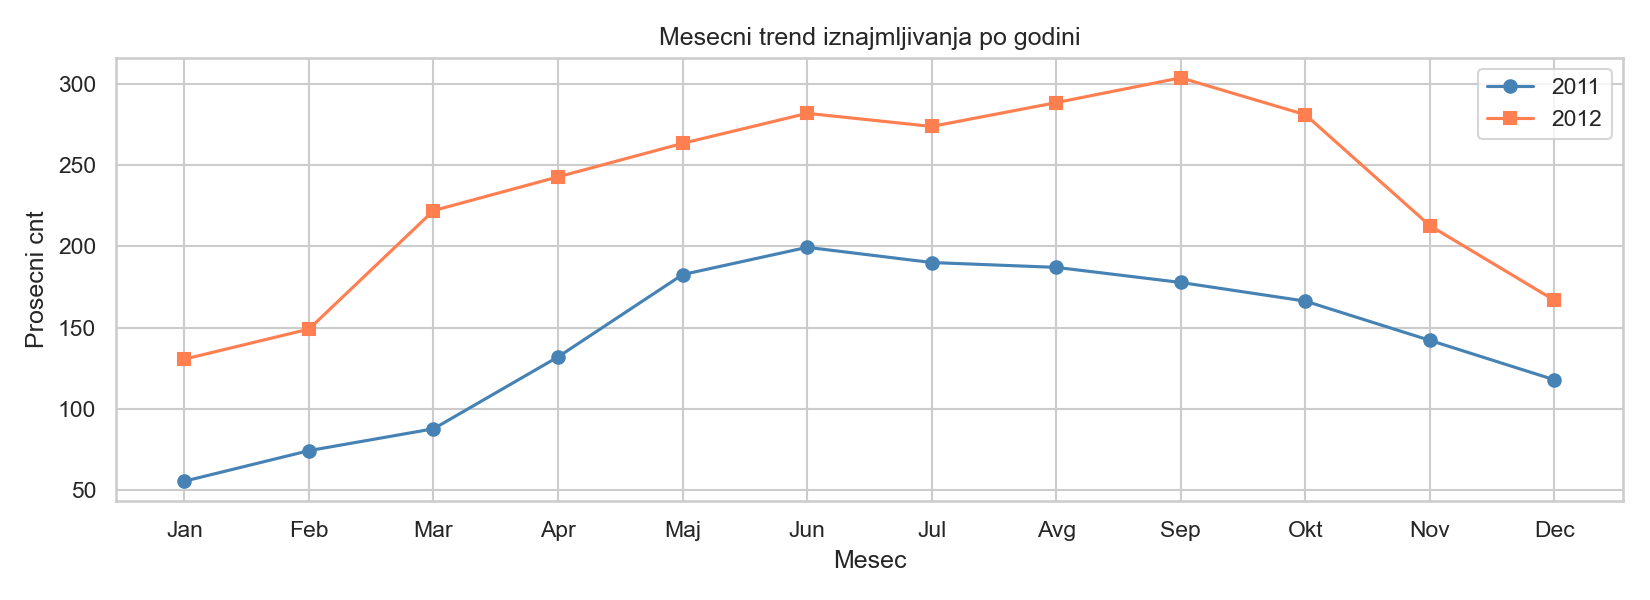 Mesecni trend iznajmljivanja po godini
2011
2012
Prosecni cnt
300
250
200
150
100
50
Jan Feb Mar Apr Maj Jun Jul Avg Sep Okt Nov Dec
Mesec